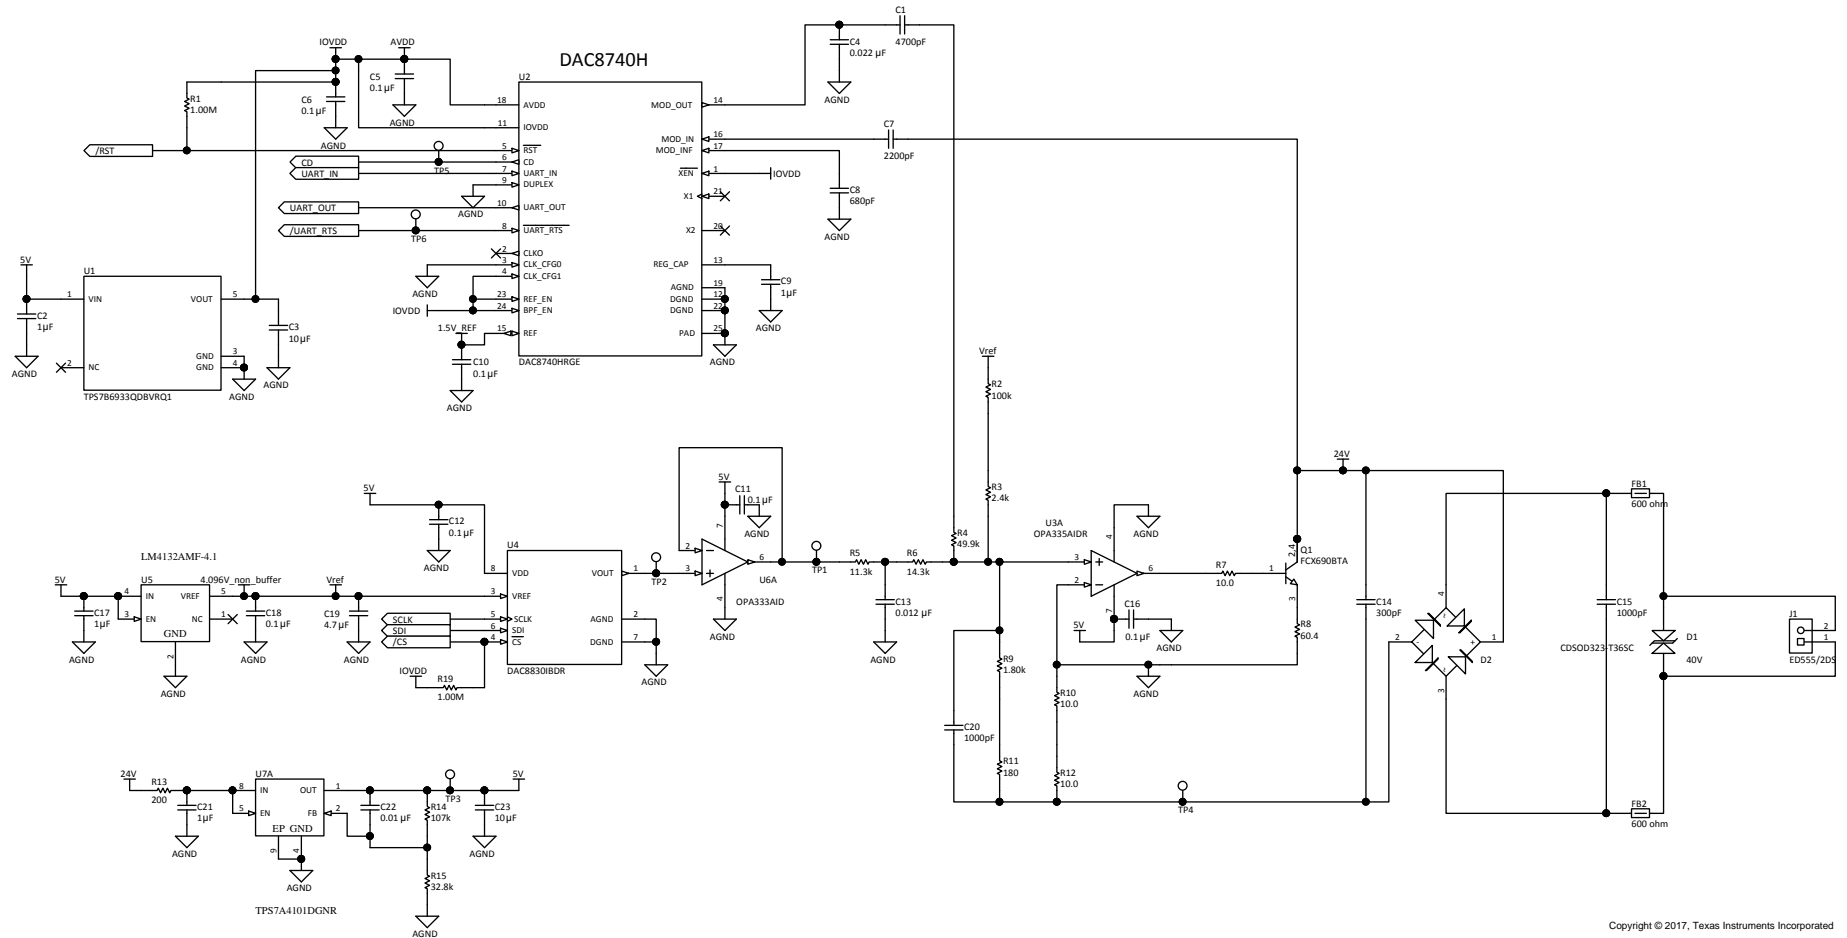 DAC8740H
IOVDD
AVDD
C5
0.1µF
C6
0.1µF
AGND
AGND
R1
1.00M
/RST
CD
UART_IN
UART_OUT
/UART_RTS
TP5
TP6
AGND
AGND
IOVDD
1.5V_REF
C10
0.1µF
AGND
U2
18 AVDD
11 IOVDD
5 RST
6 CD
7 UART_IN
9 DUPLEX
10 UART_OUT
8 UART_RTS
2 CLKO
3 CLK_CFG0
4 CLK_CFG1
23 REF_EN
24 BPF_EN
15 REF
MOD_OUT 14
MOD_IN 16
MOD_INF 17
XEN 1
X1 21
X2 20
REG_CAP 13
AGND 19
DGND 12
DGND 22
PAD 25
DAC8740HRGE
IOVDD
C4
0.022 µF
AGND
C1
4700pF
C7
2200pF
C8
680pF
AGND
C9
1µF
AGND
AGND
5V
C2
1µF
AGND
U1
1 VIN
VOUT 5
2 NC
GND 3
GND 4
TPS7B6933QDBVRQ1
AGND
C3
10µF
AGND
Vref
R2
100k
R3
2.4k
R4
49.9k
5V
C12
0.1µF
AGND
LM4132AMF-4.1
5V
C17
1µF
AGND
U5
4 IN
3 EN
VREF 5
NC 1
GND
2
AGND
4.096V_non_buffer
C18
0.1µF
AGND
Vref
C19
4.7µF
AGND
SCLK
SDI
/CS
IOVDD
R19
1.00M
U4
8 VDD
3 VREF
5 SCLK
6 SDI
4 CS
VOUT 1
AGND 2
DGND 7
DAC8830IBDR
AGND
TP2
5V
C11
0.1µF
AGND
7
2
3
6
4
U6A
OPA333AID
AGND
TP1
R5
11.3k
R6
14.3k
C13
0.012 µF
AGND
U3A
OPA335AIDR
4
AGND
3
2
6
7
5V
C16
0.1µF
AGND
AGND
R7
10.0
1
2,4
3
Q1
FCX690BTA
R8
60.4
R9
1.80k
R10
10.0
R11
180
R12
10.0
C20
1000pF
TP4
24V
C14
300pF
4
2
1
3
D2
C15
1000pF
FB1
600 ohm
FB2
600 ohm
CDSOD323-T36SC
D1
40V
J1
2
1
ED555/2DS
24V
R13
200
C21
1µF
AGND
U7A
8 IN
5 EN
OUT 1
FB 2
EP GND
9
4
AGND
TPS7A4101DGNR
C22
0.01µF
R14
107k
TP3
5V
C23
10µF
AGND
R15
32.8k
AGND
Copyright © 2017, Texas Instruments Incorporated